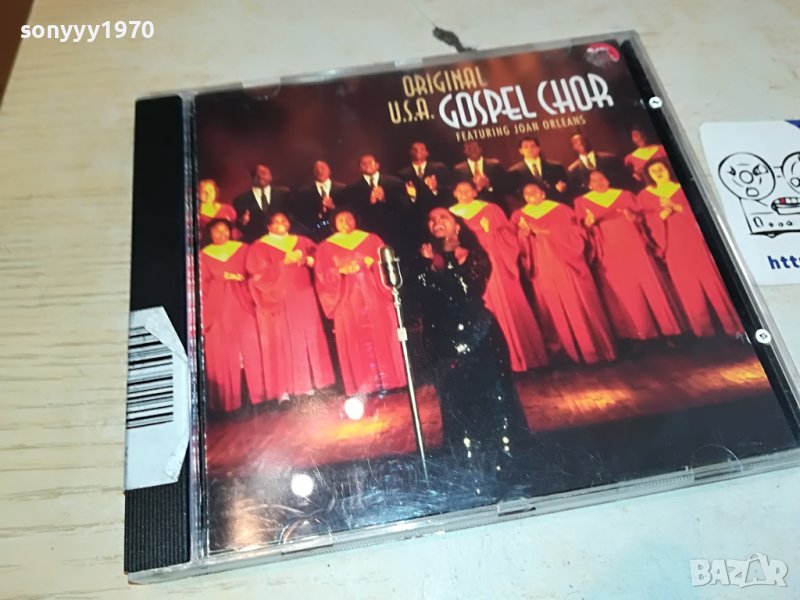 sonyyy1970
ORIGINAL
U.S.A. GOSPEL CHOR
FEATURING JOAN ORLEANS
htt
BAZAR